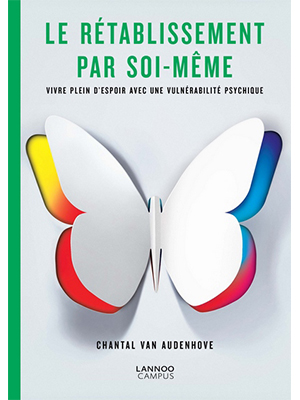 LE RÉTABLISSEMENT
PAR SOI-MÊME
VIVRE PLEIN D'ESPOIR AVEC UNE VULNÉRABILITÉ PSYCHIQUE
CHANTAL VAN AUDENHOVE
LANNOO
CAMPUS